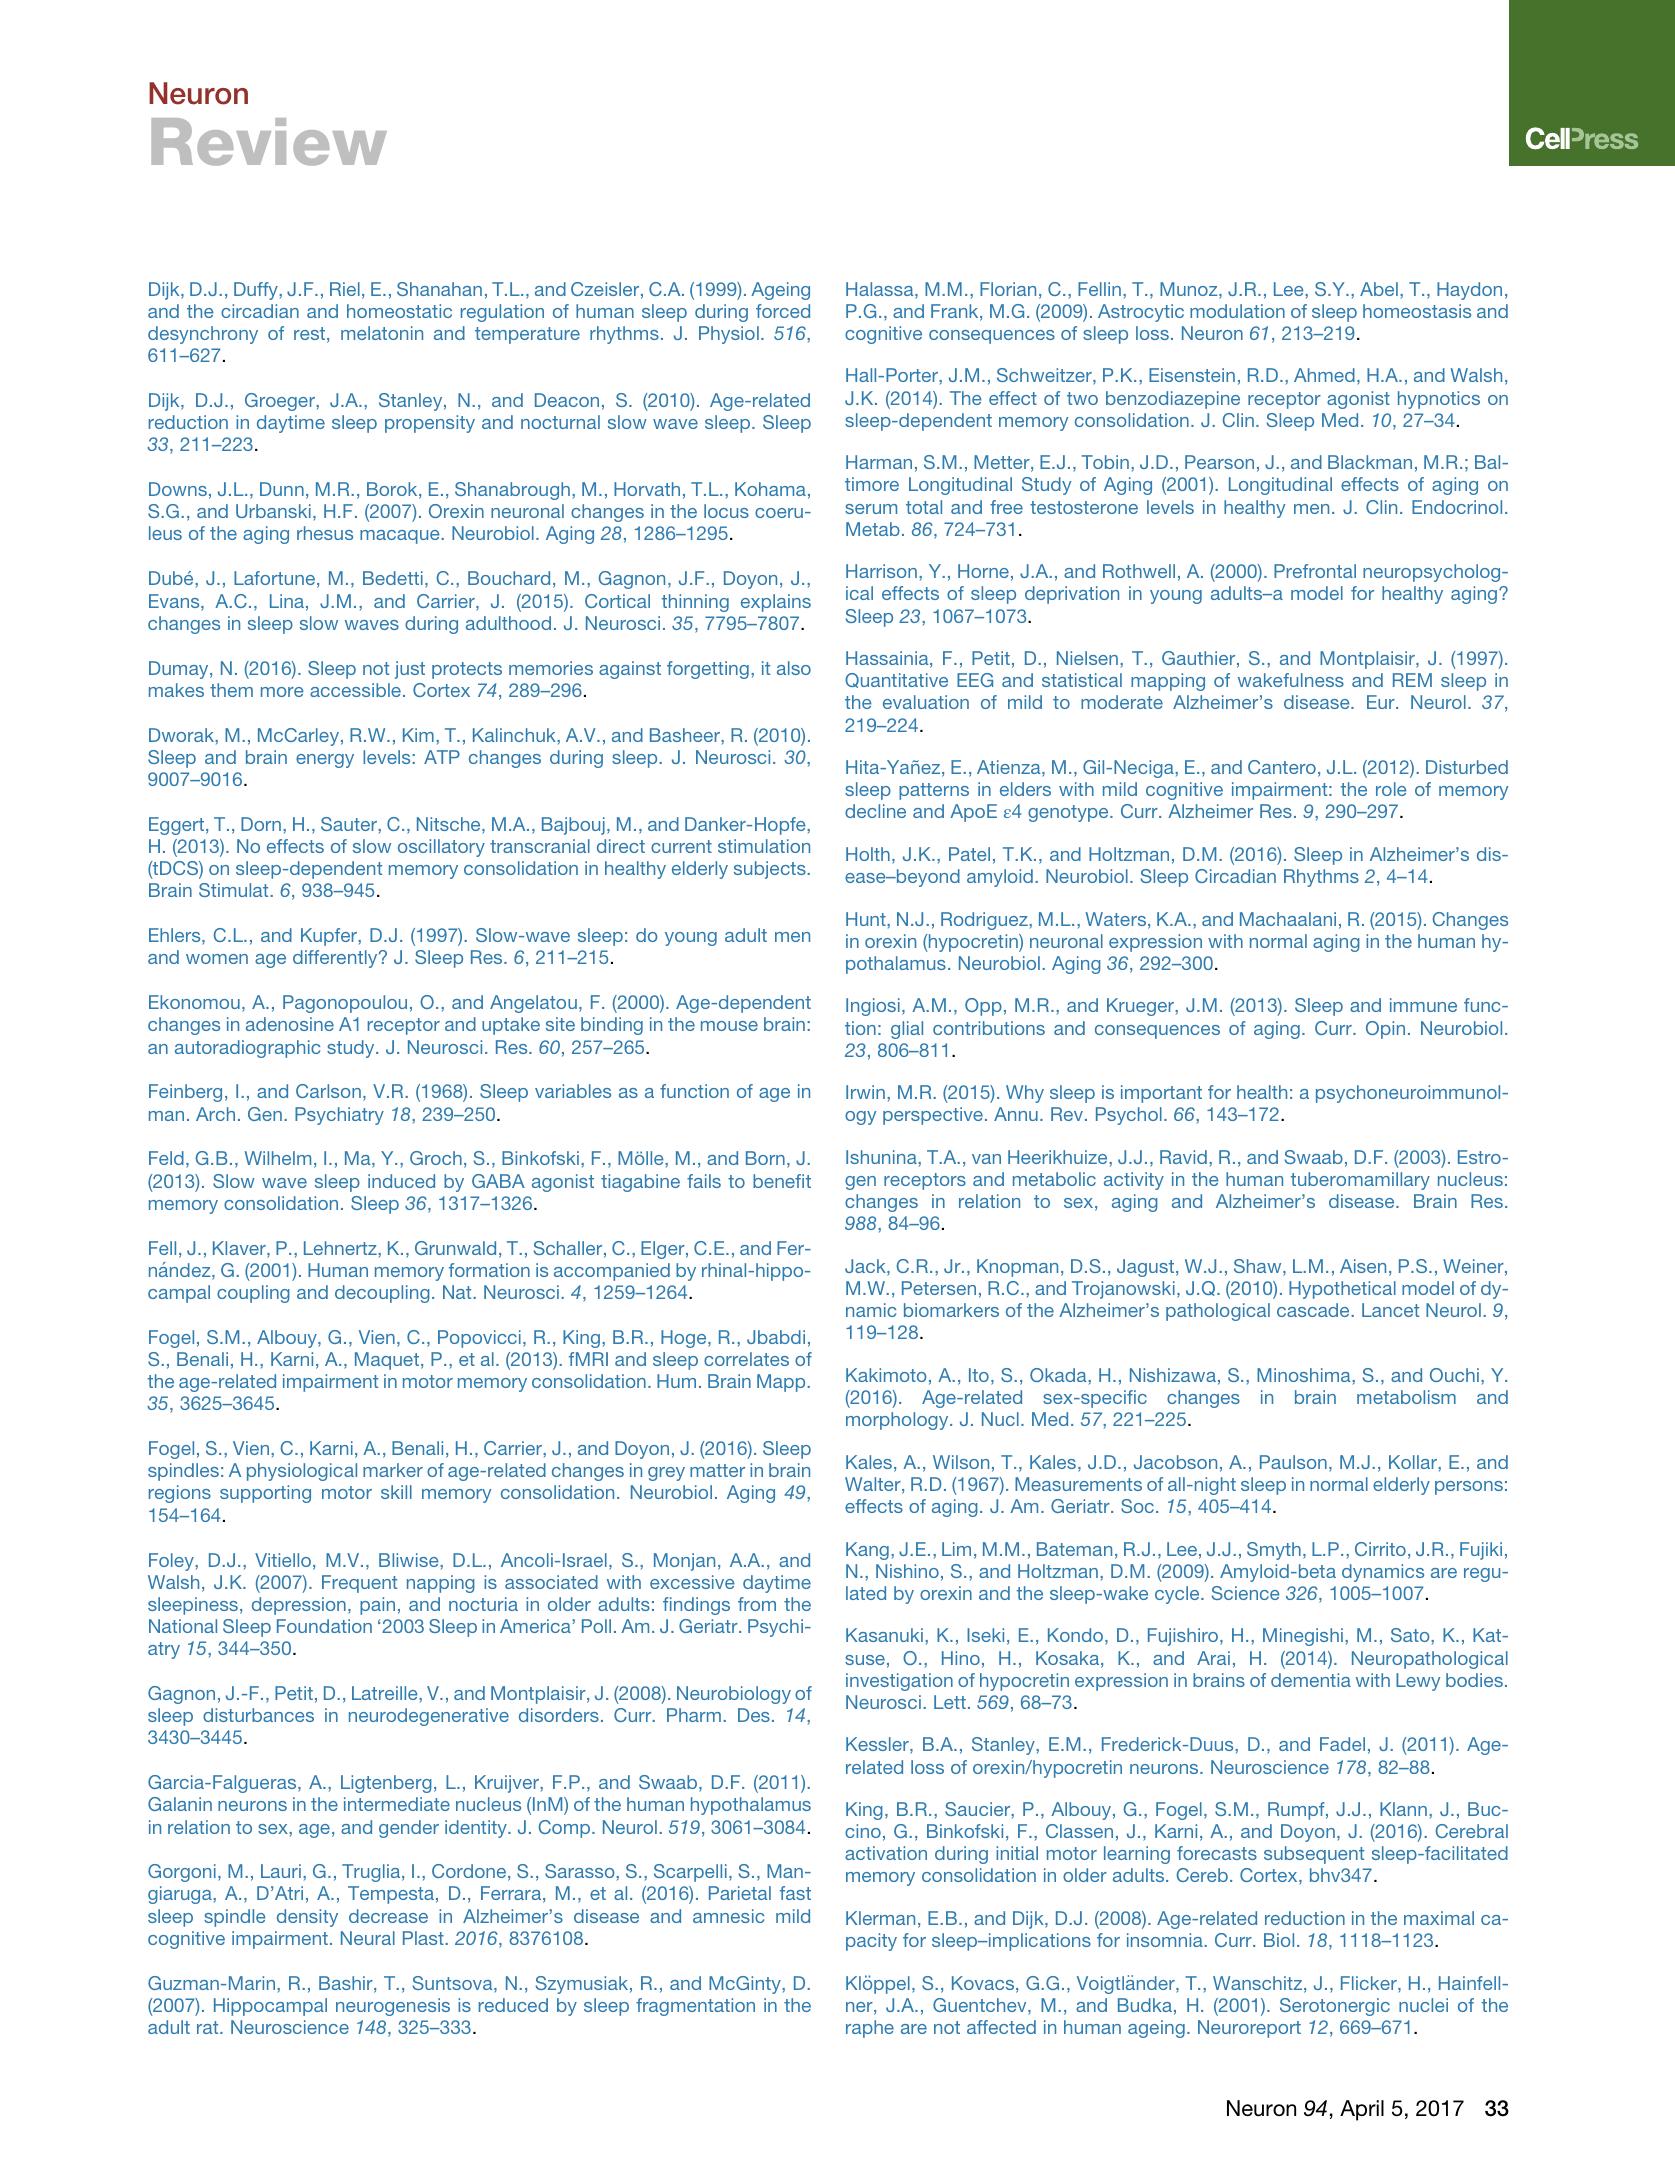 Neuron
Review
CellPress
Dijk, D.J., Duffy, J.F., Riel, E., Shanahan, T.L., and Czeisler, C.A. (1999). Ageing
and the circadian and homeostatic regulation of human sleep during forced
desynchrony of rest, melatonin and temperature rhythms. J. Physiol. 516,
611–627.
Dijk, D.J., Groeger, J.A., Stanley, N., and Deacon, S. (2010). Age-related
reduction in daytime sleep propensity and nocturnal slow wave sleep. Sleep
33, 211–223.
Downs, J.L., Dunn, M.R., Borok, E., Shanabrough, M., Horvath, T.L., Kohama,
S.G., and Urbanski, H.F. (2007). Orexin neuronal changes in the locus coeru-
leus of the aging rhesus macaque. Neurobiol. Aging 28, 1286–1295.
Dubé, J., Lafortune, M., Bedetti, C., Bouchard, M., Gagnon, J.F., Doyon, J.,
Evans, A.C., Lina, J.M., and Carrier, J. (2015). Cortical thinning explains
changes in sleep slow waves during adulthood. J. Neurosci. 35, 7795–7807.
Dumay, N. (2016). Sleep not just protects memories against forgetting, it also
makes them more accessible. Cortex 74, 289–296.
Dworak, M., McCarley, R.W., Kim, T., Kalinchuk, A.V., and Basheer, R. (2010).
Sleep and brain energy levels: ATP changes during sleep. J. Neurosci. 30,
9007–9016.
Eggert, T., Dorn, H., Sauter, C., Nitsche, M.A., Bajbouj, M., and Danker-Hopfe,
H. (2013). No effects of slow oscillatory transcranial direct current stimulation
(tDCS) on sleep-dependent memory consolidation in healthy elderly subjects.
Brain Stimulat. 6, 938–945.
Ehlers, C.L., and Kupfer, D.J. (1997). Slow-wave sleep: do young adult men
and women age differently? J. Sleep Res. 6, 211–215.
Ekonomou, A., Pagonopoulou, O., and Angelatou, F. (2000). Age-dependent
changes in adenosine A1 receptor and uptake site binding in the mouse brain:
an autoradiographic study. J. Neurosci. Res. 60, 257–265.
Feinberg, I., and Carlson, V.R. (1968). Sleep variables as a function of age in
man. Arch. Gen. Psychiatry 18, 239–250.
Feld, G.B., Wilhelm, I., Ma, Y., Groch, S., Binkofski, F., Mölle, M., and Born, J.
(2013). Slow wave sleep induced by GABA agonist tiagabine fails to benefit
memory consolidation. Sleep 36, 1317–1326.
Fell, J., Klaver, P., Lehnertz, K., Grunwald, T., Schaller, C., Elger, C.E., and Fer-
nández, G. (2001). Human memory formation is accompanied by rhinal-hippo-
campal coupling and decoupling. Nat. Neurosci. 4, 1259–1264.
Fogel, S.M., Albouy, G., Vien, C., Popovicci, R., King, B.R., Hoge, R., Jbabdi,
S., Benali, H., Karni, A., Maquet, P., et al. (2013). fMRI and sleep correlates of
the age-related impairment in motor memory consolidation. Hum. Brain Mapp.
35, 3625–3645.
Fogel, S., Vien, C., Karni, A., Benali, H., Carrier, J., and Doyon, J. (2016). Sleep
spindles: A physiological marker of age-related changes in grey matter in brain
regions supporting motor skill memory consolidation. Neurobiol. Aging 49,
154–164.
Foley, D.J., Vitiello, M.V., Bliwise, D.L., Ancoli-Israel, S., Monjan, A.A., and
Walsh, J.K. (2007). Frequent napping is associated with excessive daytime
sleepiness, depression, pain, and nocturia in older adults: findings from the
National Sleep Foundation ‘2003 Sleep in America’ Poll. Am. J. Geriatr. Psychi-
atry 15, 344–350.
Gagnon, J.-F., Petit, D., Latreille, V., and Montplaisir, J. (2008). Neurobiology of
sleep disturbances in neurodegenerative disorders. Curr. Pharm. Des. 14,
3430–3445.
Garcia-Falgueras, A., Ligtenberg, L., Kruijver, F.P., and Swaab, D.F. (2011).
Galanin neurons in the intermediate nucleus (InM) of the human hypothalamus
in relation to sex, age, and gender identity. J. Comp. Neurol. 519, 3061–3084.
Gorgoni, M., Lauri, G., Truglia, I., Cordone, S., Sarasso, S., Scarpelli, S., Man-
giaruga, A., D’Atri, A., Tempesta, D., Ferrara, M., et al. (2016). Parietal fast
sleep spindle density decrease in Alzheimer’s disease and amnesic mild
cognitive impairment. Neural Plast. 2016, 8376108.
Guzman-Marin, R., Bashir, T., Suntsova, N., Szymusiak, R., and McGinty, D.
(2007). Hippocampal neurogenesis is reduced by sleep fragmentation in the
adult rat. Neuroscience 148, 325–333.
Halassa, M.M., Florian, C., Fellin, T., Munoz, J.R., Lee, S.Y., Abel, T., Haydon,
P.G., and Frank, M.G. (2009). Astrocytic modulation of sleep homeostasis and
cognitive consequences of sleep loss. Neuron 61, 213–219.
Hall-Porter, J.M., Schweitzer, P.K., Eisenstein, R.D., Ahmed, H.A., and Walsh,
J.K. (2014). The effect of two benzodiazepine receptor agonist hypnotics on
sleep-dependent memory consolidation. J. Clin. Sleep Med. 10, 27–34.
Harman, S.M., Metter, E.J., Tobin, J.D., Pearson, J., and Blackman, M.R.; Bal-
timore Longitudinal Study of Aging (2001). Longitudinal effects of aging on
serum total and free testosterone levels in healthy men. J. Clin. Endocrinol.
Metab. 86, 724–731.
Harrison, Y., Horne, J.A., and Rothwell, A. (2000). Prefrontal neuropsycholog-
ical effects of sleep deprivation in young adults–a model for healthy aging?
Sleep 23, 1067–1073.
Hassainia, F., Petit, D., Nielsen, T., Gauthier, S., and Montplaisir, J. (1997).
Quantitative EEG and statistical mapping of wakefulness and REM sleep in
the evaluation of mild to moderate Alzheimer’s disease. Eur. Neurol. 37,
219–224.
Hita-Yañez, E., Atienza, M., Gil-Neciga, E., and Cantero, J.L. (2012). Disturbed
sleep patterns in elders with mild cognitive impairment: the role of memory
decline and ApoE ε4 genotype. Curr. Alzheimer Res. 9, 290–297.
Holth, J.K., Patel, T.K., and Holtzman, D.M. (2016). Sleep in Alzheimer’s dis-
ease–beyond amyloid. Neurobiol. Sleep Circadian Rhythms 2, 4–14.
Hunt, N.J., Rodriguez, M.L., Waters, K.A., and Machaalani, R. (2015). Changes
in orexin (hypocretin) neuronal expression with normal aging in the human hy-
pothalamus. Neurobiol. Aging 36, 292–300.
Ingiosi, A.M., Opp, M.R., and Krueger, J.M. (2013). Sleep and immune func-
tion: glial contributions and consequences of aging. Curr. Opin. Neurobiol.
23, 806–811.
Irwin, M.R. (2015). Why sleep is important for health: a psychoneuroimmunol-
ogy perspective. Annu. Rev. Psychol. 66, 143–172.
Ishunina, T.A., van Heerikhuize, J.J., Ravid, R., and Swaab, D.F. (2003). Estro-
gen receptors and metabolic activity in the human tuberomamillary nucleus:
changes in relation to sex, aging and Alzheimer’s disease. Brain Res.
988, 84–96.
Jack, C.R., Jr., Knopman, D.S., Jagust, W.J., Shaw, L.M., Aisen, P.S., Weiner,
M.W., Petersen, R.C., and Trojanowski, J.Q. (2010). Hypothetical model of dy-
namic biomarkers of the Alzheimer’s pathological cascade. Lancet Neurol. 9,
119–128.
Kakimoto, A., Ito, S., Okada, H., Nishizawa, S., Minoshima, S., and Ouchi, Y.
(2016). Age-related sex-specific changes in brain metabolism and
morphology. J. Nucl. Med. 57, 221–225.
Kales, A., Wilson, T., Kales, J.D., Jacobson, A., Paulson, M.J., Kollar, E., and
Walter, R.D. (1967). Measurements of all-night sleep in normal elderly persons:
effects of aging. J. Am. Geriatr. Soc. 15, 405–414.
Kang, J.E., Lim, M.M., Bateman, R.J., Lee, J.J., Smyth, L.P., Cirrito, J.R., Fujiki,
N., Nishino, S., and Holtzman, D.M. (2009). Amyloid-beta dynamics are regu-
lated by orexin and the sleep-wake cycle. Science 326, 1005–1007.
Kasanuki, K., Iseki, E., Kondo, D., Fujishiro, H., Minegishi, M., Sato, K., Kat-
suse, O., Hino, H., Kosaka, K., and Arai, H. (2014). Neuropathological
investigation of hypocretin expression in brains of dementia with Lewy bodies.
Neurosci. Lett. 569, 68–73.
Kessler, B.A., Stanley, E.M., Frederick-Duus, D., and Fadel, J. (2011). Age-
related loss of orexin/hypocretin neurons. Neuroscience 178, 82–88.
King, B.R., Saucier, P., Albouy, G., Fogel, S.M., Rumpf, J.J., Klann, J., Buc-
cino, G., Binkofski, F., Classen, J., Karni, A., and Doyon, J. (2016). Cerebral
activation during initial motor learning forecasts subsequent sleep-facilitated
memory consolidation in older adults. Cereb. Cortex, bhv347.
Klerman, E.B., and Dijk, D.J. (2008). Age-related reduction in the maximal ca-
pacity for sleep–implications for insomnia. Curr. Biol. 18, 1118–1123.
Klöppel, S., Kovacs, G.G., Voigtländer, T., Wanschitz, J., Flicker, H., Hainfell-
ner, J.A., Guentchev, M., and Budka, H. (2001). Serotonergic nuclei of the
raphe are not affected in human ageing. Neuroreport 12, 669–671.
Neuron 94, April 5, 2017 33